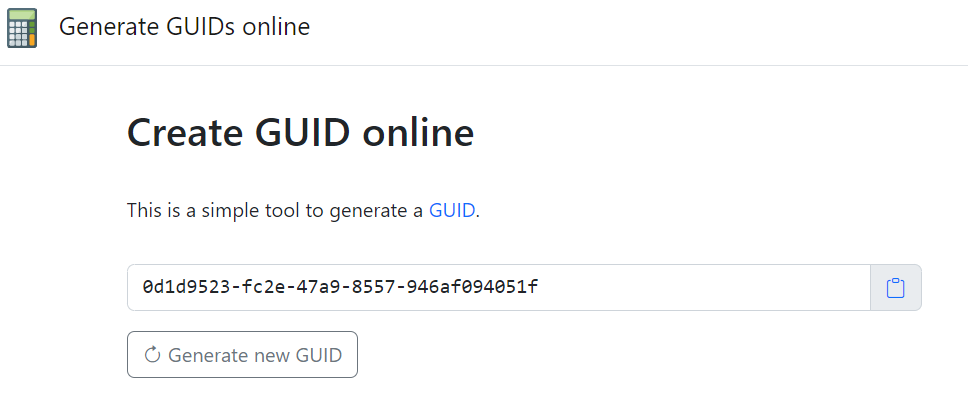 Generate GUIDs online
Create GUID online
This is a simple tool to generate a GUID.
0d1d9523-fc2e-47a9-8557-946af094051f
Generate new GUID